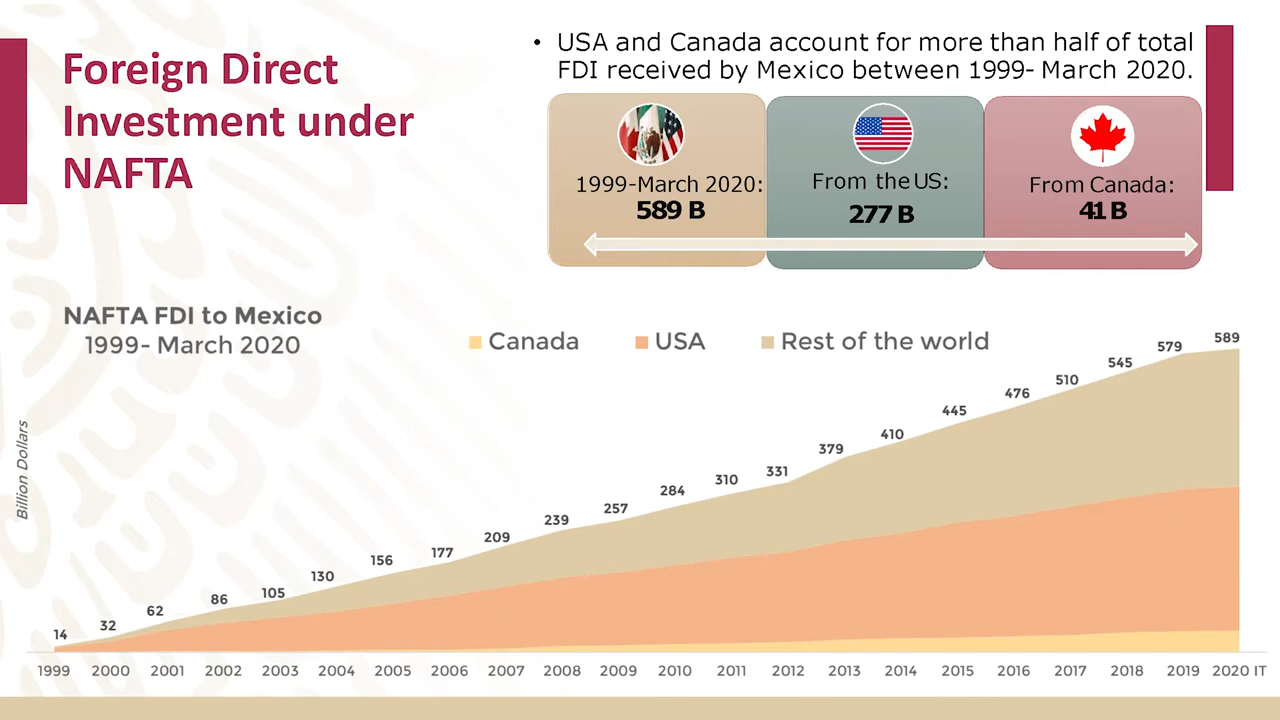 Foreign Direct
Investment under
NAFTA
• USA and Canada account for more than half of total
FDI received by Mexico between 1999- March 2020.
1999-March 2020:
589 B
From the US:
277 B
From Canada:
41 B
NAFTA FDI to Mexico
1999- March 2020
Canada
USA
Rest of the world
Billion Dollars
14
32
62
86
105
130
156
177
209
239
257
284
310
331
379
410
445
476
510
545
579
589
1999 2000 2001 2002 2003 2004 2005 2006 2007 2008 2009 2010 2011 2012 2013 2014 2015 2016 2017 2018 2019 2020 IT